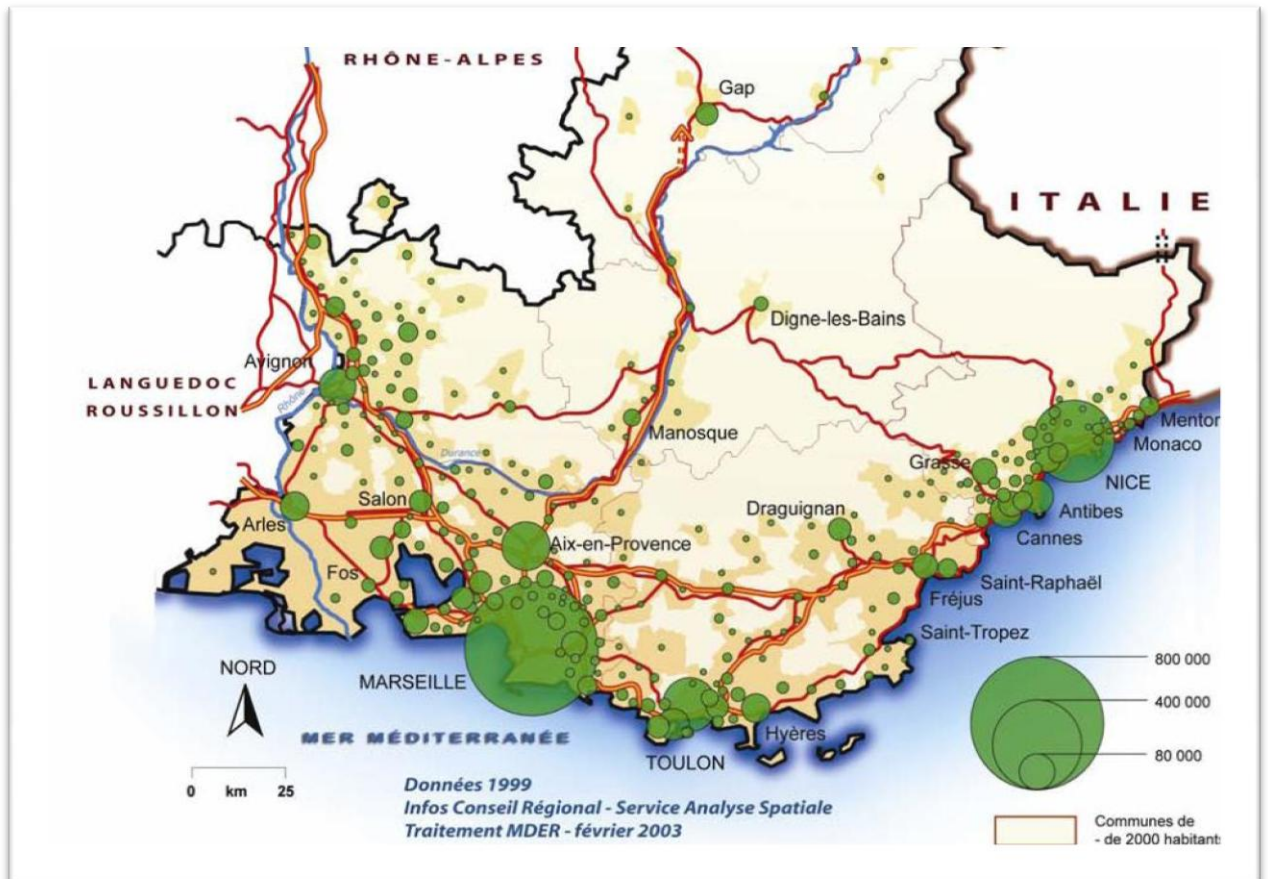 RHÔNE-ALPES
Gap
ITALIE
Digne-les-Bains
Avignon
LANGUEDOC
ROUSSILLON
Rhône
Manosque
Durance
Menton
Monaco
Grasse
NICE
Salon
Draguignan
Antibes
Arles
Aix-en-Provence
Cannes
Fos
Saint-Raphaël
Fréjus
Saint-Tropez
NORD
MARSEILLE
800 000
400 000
MER MÉDITERRANÉE
Hyères
80 000
TOULON
0 km 25
Données 1999
Infos Conseil Régional - Service Analyse Spatiale
Traitement MDER - février 2003
Communes de
- de 2000 habitants